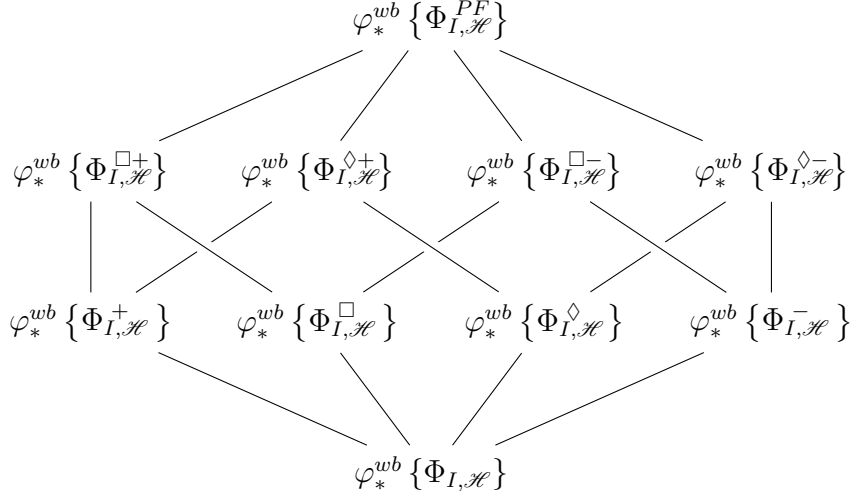 φ_*^{wb} {Φ_{I,ℋ}^{PF}}
φ_*^{wb} {Φ_{I,ℋ}^{□+}} φ_*^{wb} {Φ_{I,ℋ}^{◊+}} φ_*^{wb} {Φ_{I,ℋ}^{□−}} φ_*^{wb} {Φ_{I,ℋ}^{◊−}}
φ_*^{wb} {Φ_{I,ℋ}^{+}} φ_*^{wb} {Φ_{I,ℋ}^{□}} φ_*^{wb} {Φ_{I,ℋ}^{◊}} φ_*^{wb} {Φ_{I,ℋ}^{−}}
φ_*^{wb} {Φ_{I,ℋ}}